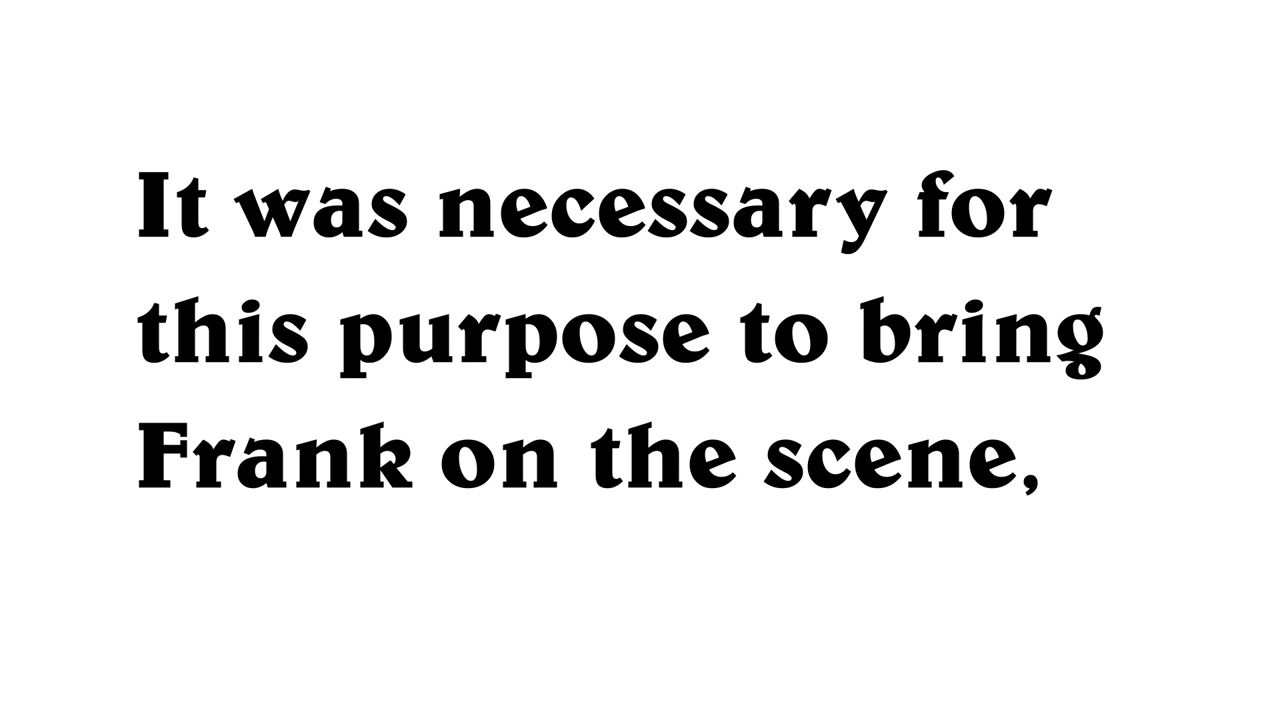 It was necessary for
this purpose to bring
Frank on the scene,